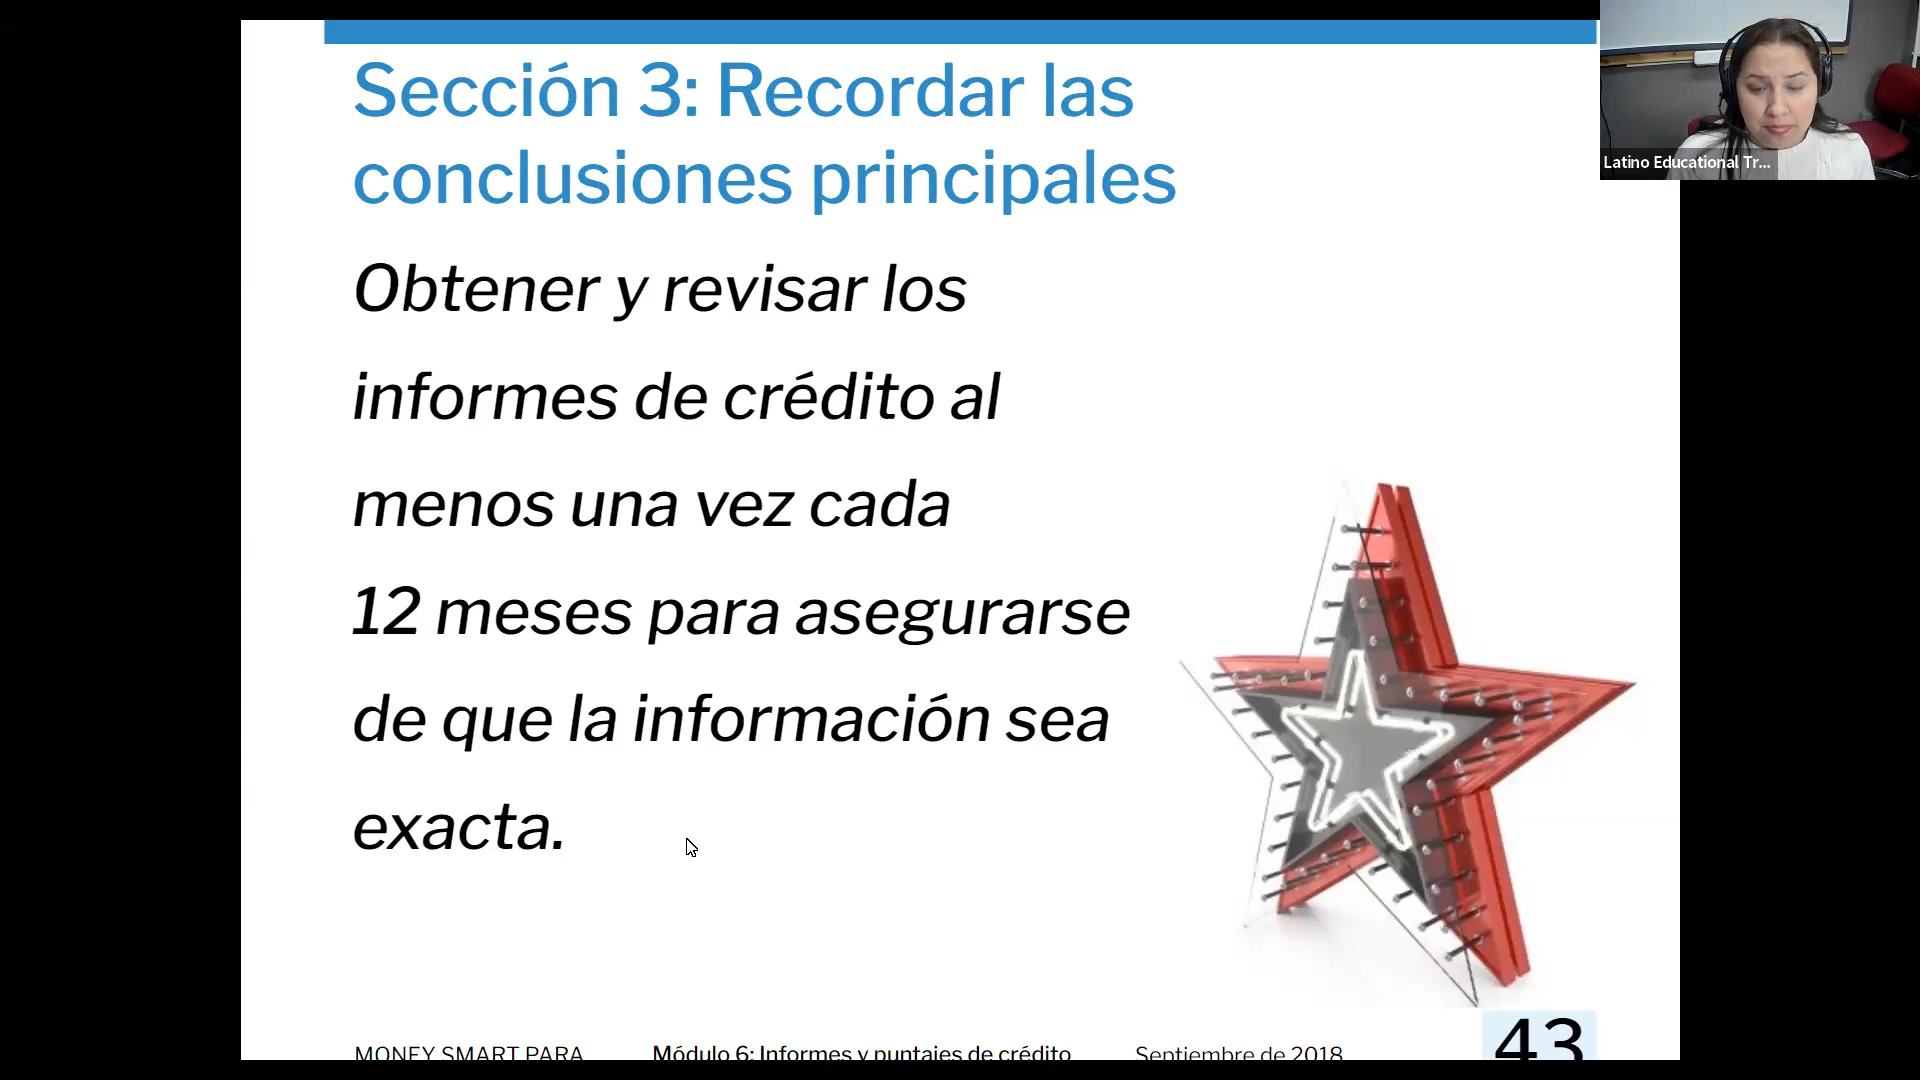 Sección 3: Recordar las
conclusiones principales
Obtener y revisar los
informes de crédito al
menos una vez cada
12 meses para asegurarse
de que la información sea
exacta.
MONEY SMART PARA
Módulo 6: Informes y puntajes de crédito
Septiembre de 2018
43
Latino Educational Tr...